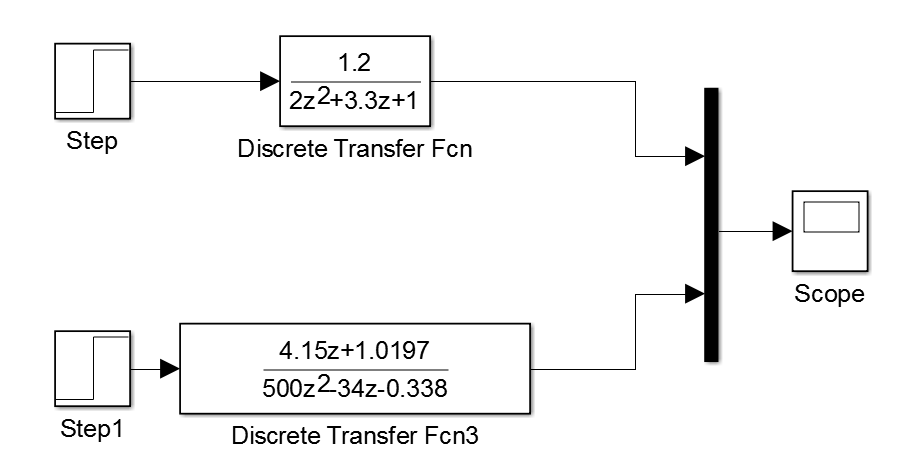 1.2
2z2+3.3z+1
Step
Discrete Transfer Fcn
Scope
4.15z+1.0197
500z2-34z-0.338
Step1
Discrete Transfer Fcn3